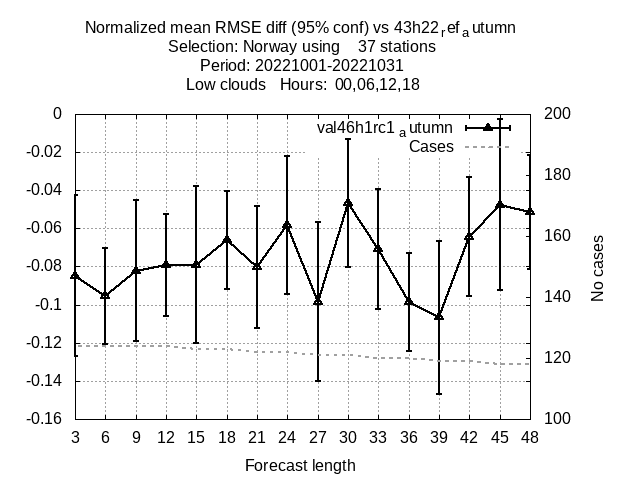 Normalized mean RMSE diff (95% conf) vs 43h22refautumn
Selection: Norway using 37 stations
Period: 20221001-20221031
Low clouds Hours: 00,06,12,18
val46h1rc1autumn
Cases
0
-0.02
-0.04
-0.06
-0.08
-0.1
-0.12
-0.14
-0.16
200
180
160
140
120
100
No cases
3 6 9 12 15 18 21 24 27 30 33 36 39 42 45 48
Forecast length